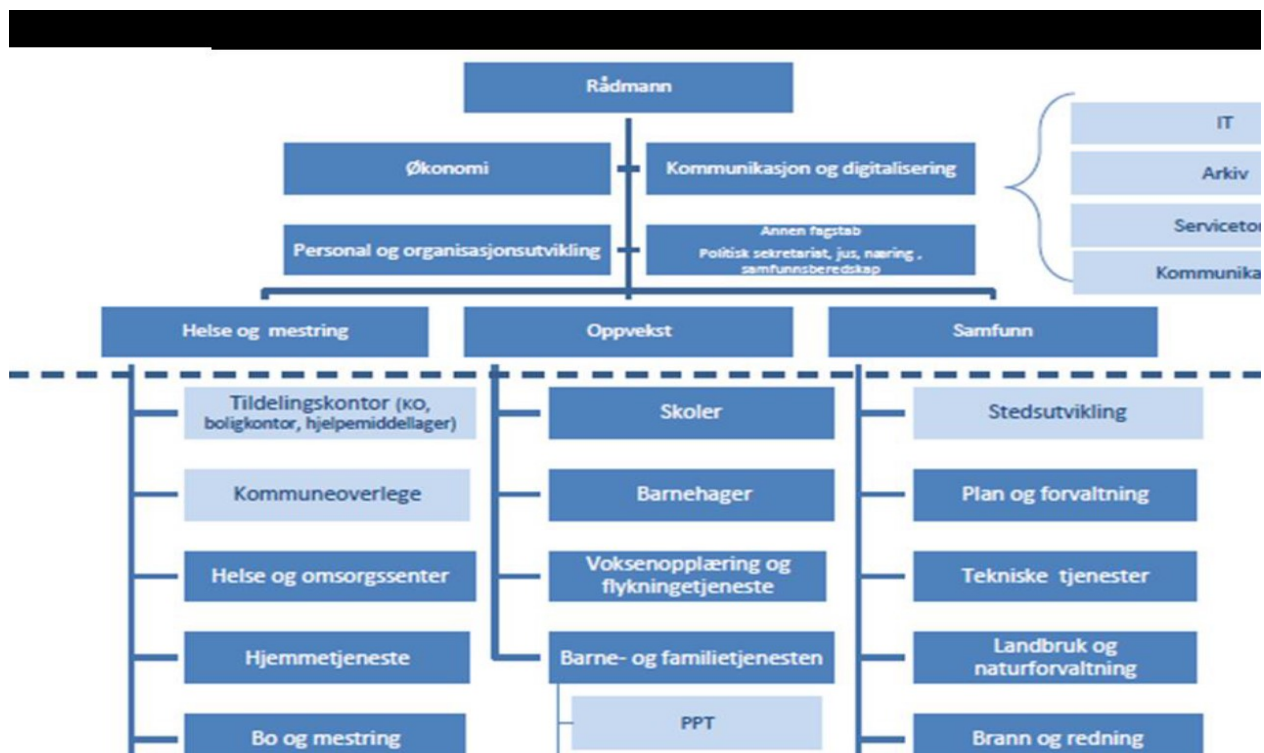 Rådmann
IT
Økonomi
Kommunikasjon og digitalisering
Arkiv
Personal og organisasjonsutvikling
Annen fagstab
Politisk sekretariat, jus, næring ,
samfunnsberedskap
Servicetor
Kommunika
Helse og mestring
Oppvekst
Samfunn
Tildelingskontor (KO,
boligkontor, hjelpemiddellager)
Kommuneoverlege
Helse og omsorgssenter
Hjemmetjeneste
Bo og mestring
Skoler
Barnehager
Voksenopplæring og
flykningetjeneste
Barne- og familietjenesten
PPT
Stedsutvikling
Plan og forvaltning
Tekniske tjenester
Landbruk og
naturforvaltning
Brann og redning